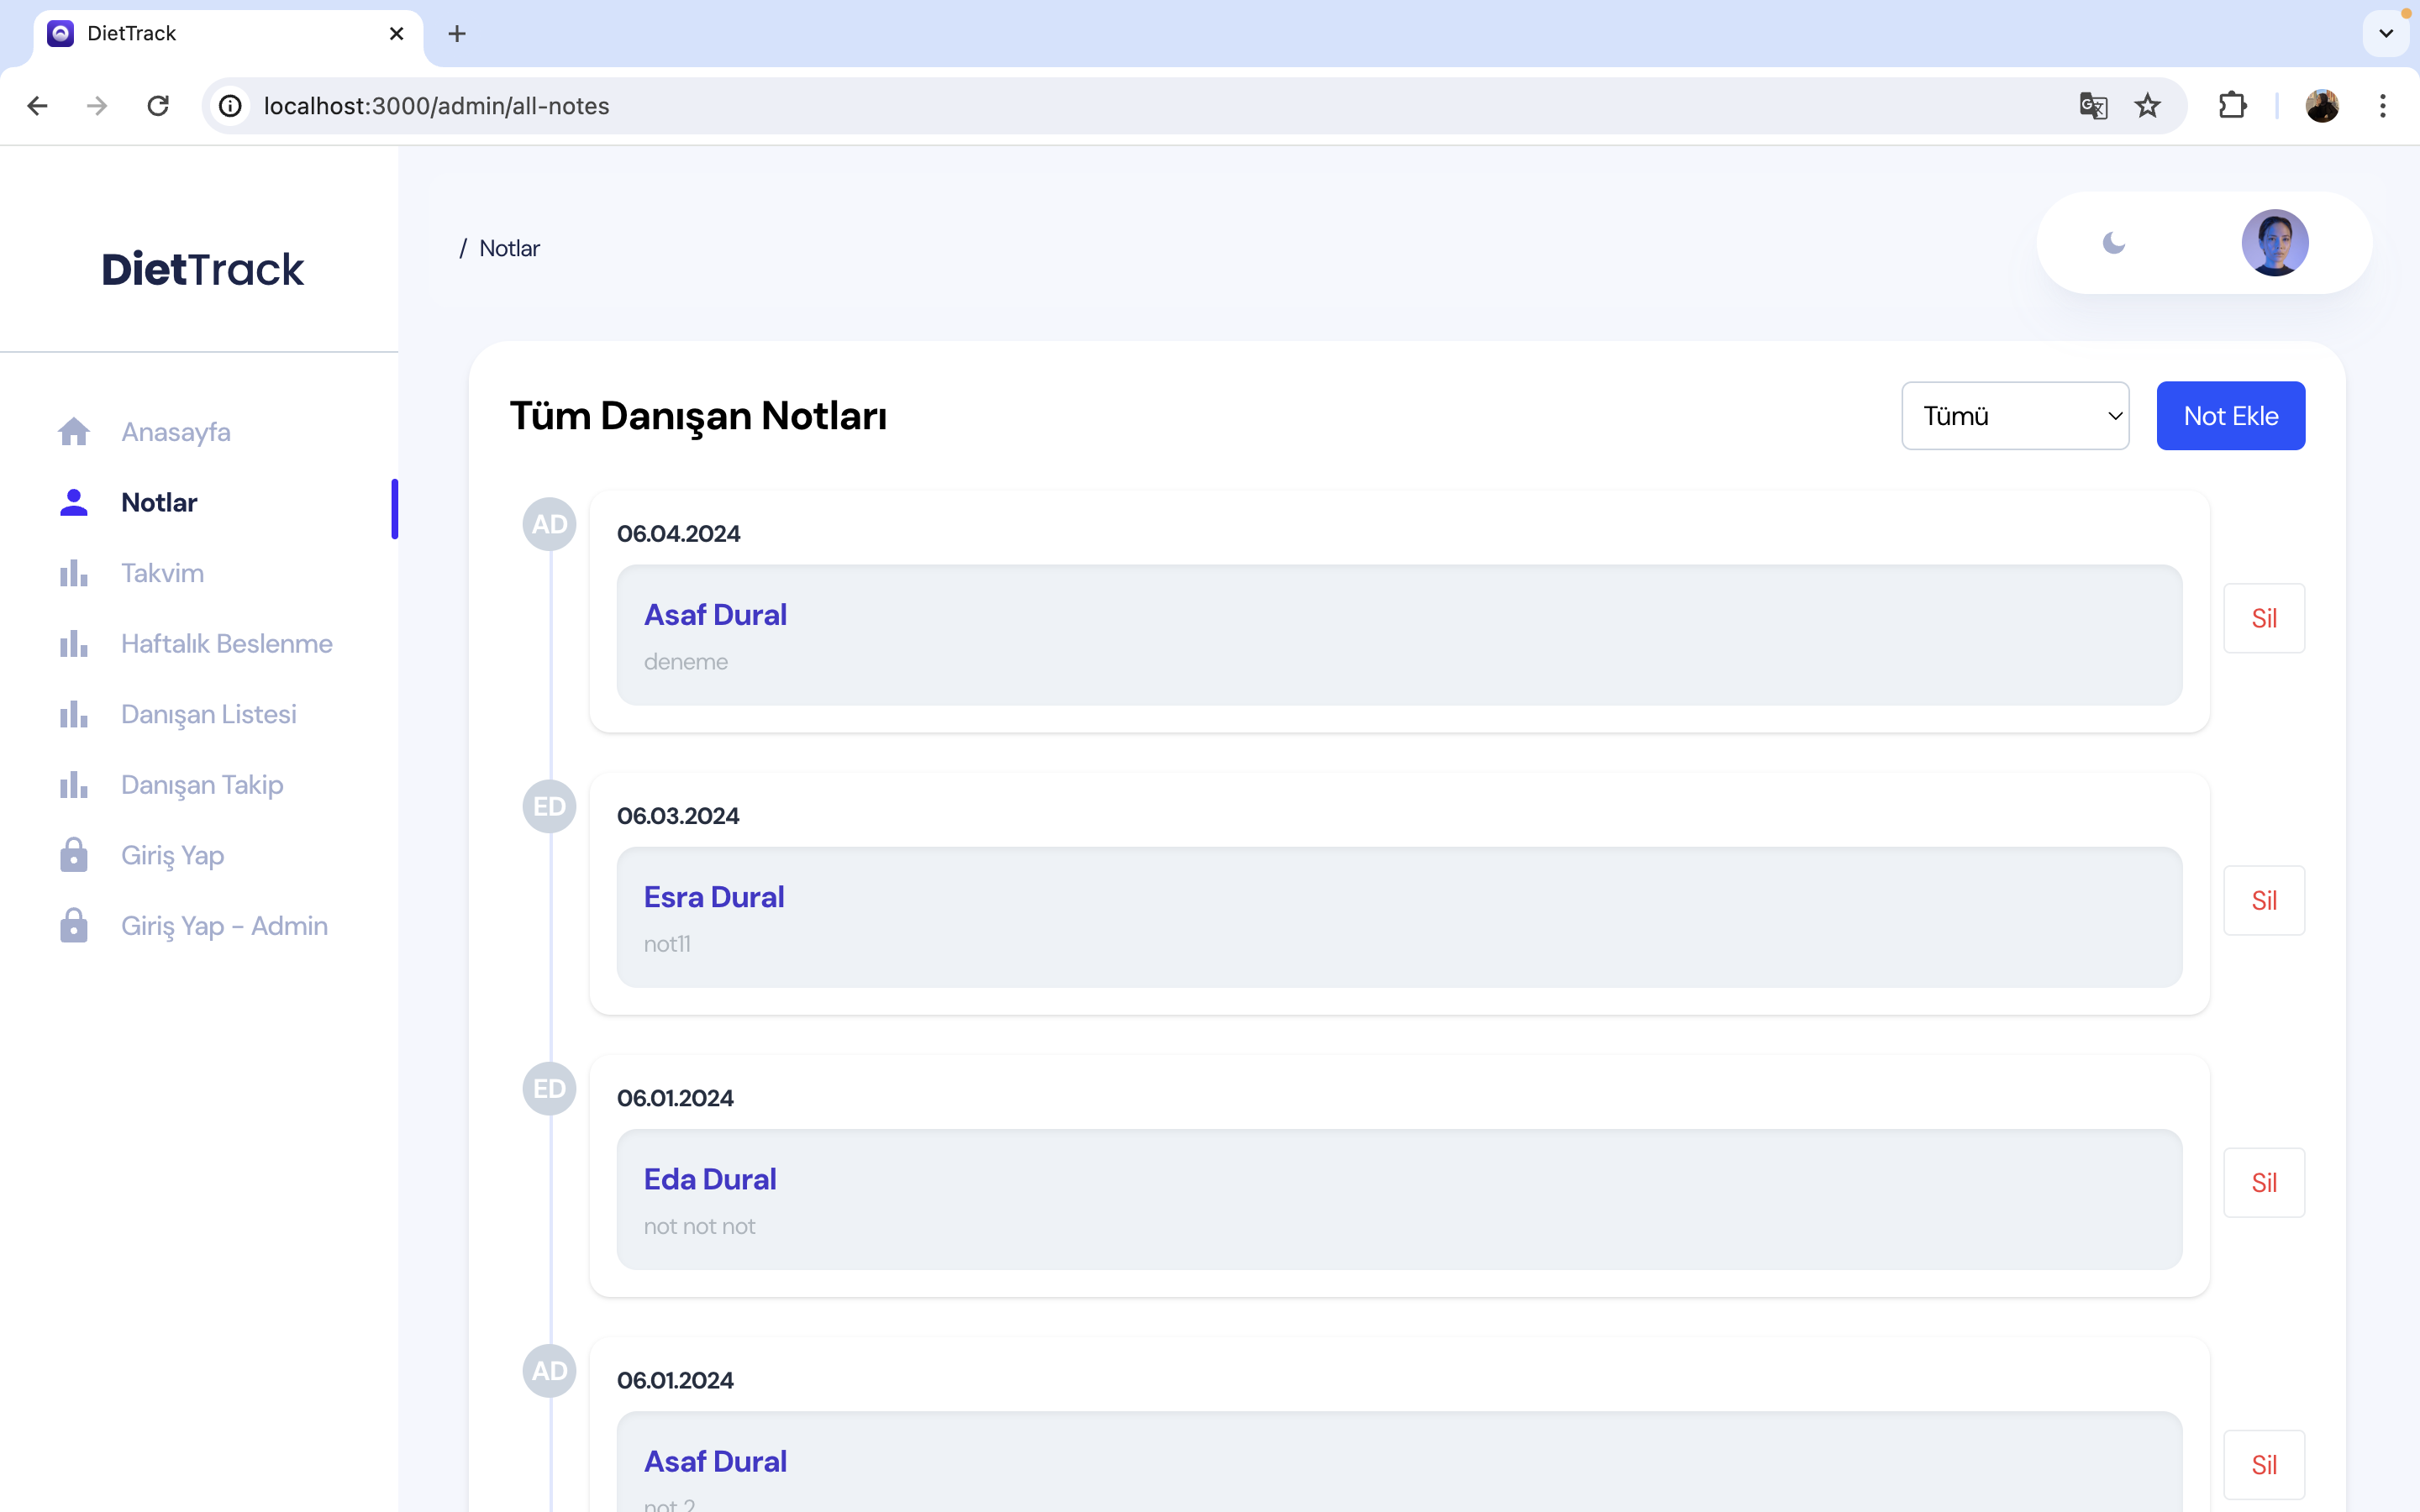 DietTrack
localhost:3000/admin/all-notes
DietTrack
/ Notlar
Anasayfa
Notlar
Takvim
Haftalık Beslenme
Danışan Listesi
Danışan Takip
Giriş Yap
Giriş Yap - Admin
Tüm Danışan Notları
Tümü
Not Ekle
AD
06.04.2024
Asaf Dural
deneme
Sil
ED
06.03.2024
Esra Dural
not11
Sil
ED
06.01.2024
Eda Dural
not not not
Sil
AD
06.01.2024
Asaf Dural
not 2
Sil